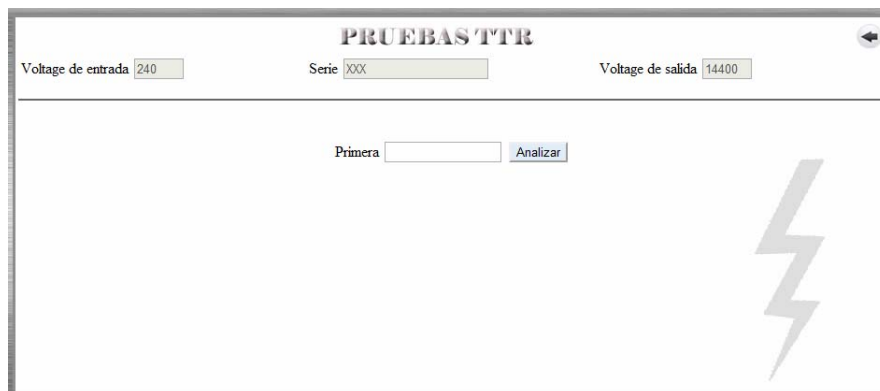 PRUEBAS TTR
Voltage de entrada 240 Serie XXX Voltage de salida 14400
Primera Analizar